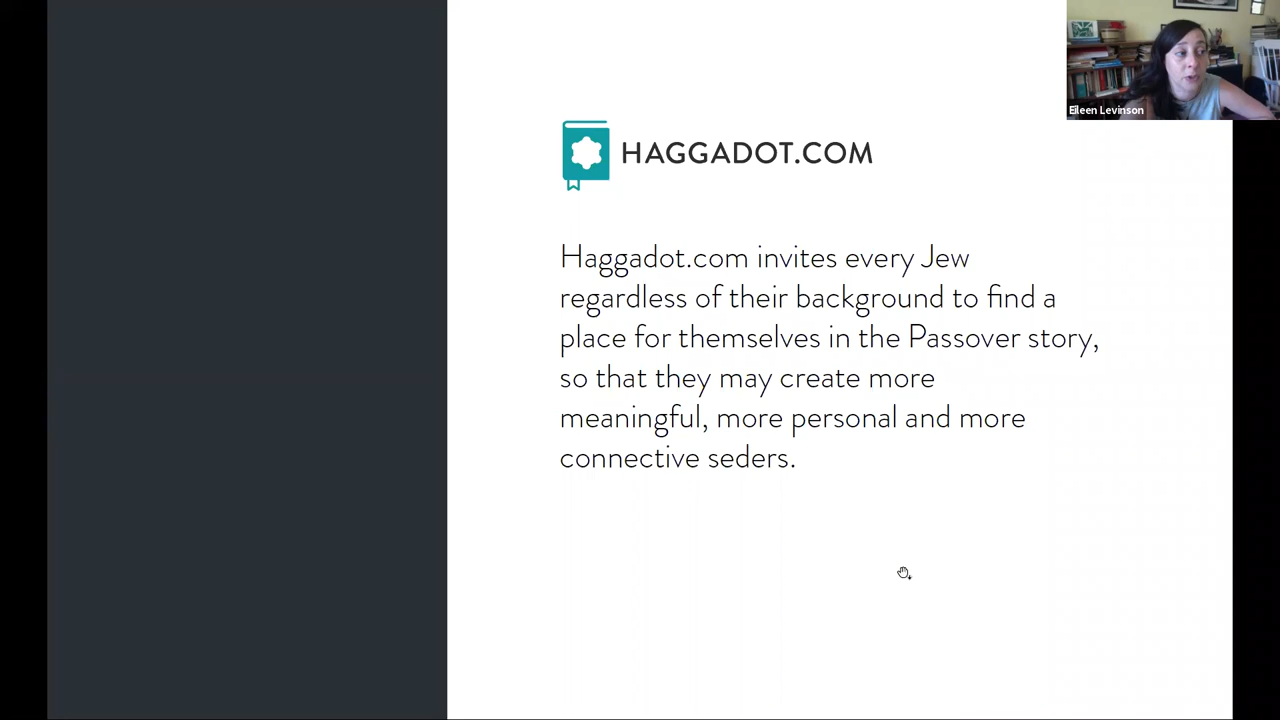 Eileen Levinson
HAGGADOT.COM
Haggadot.com invites every Jew
regardless of their background to find a
place for themselves in the Passover story,
so that they may create more
meaningful, more personal and more
connective seders.